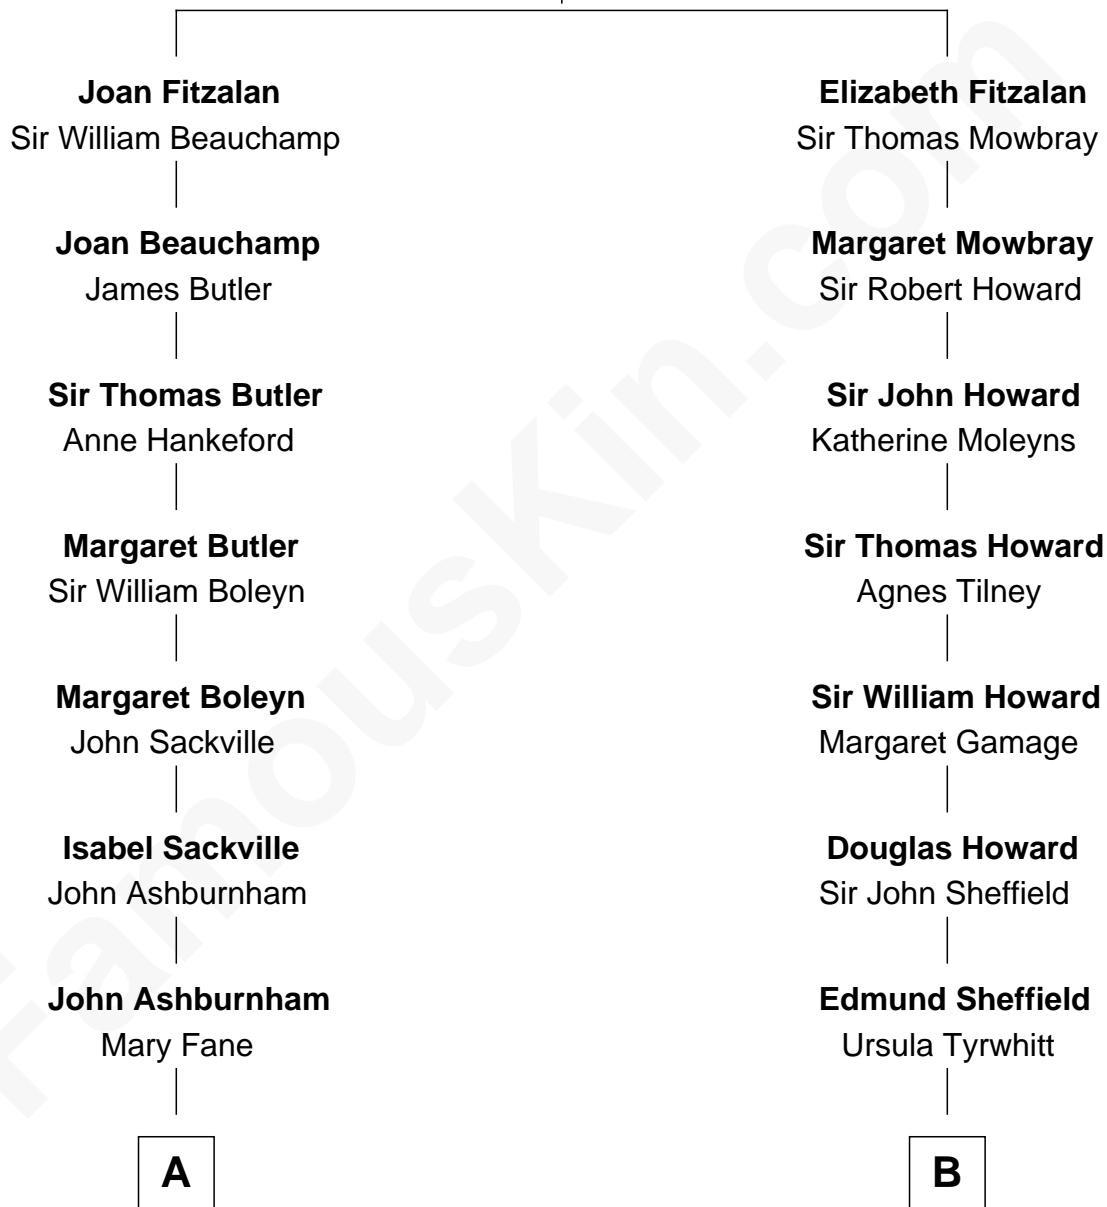 Joan Fitzalan
Sir William Beauchamp
Joan Beauchamp
James Butler
Sir Thomas Butler
Anne Hankeford
Margaret Butler
Sir William Boleyn
Margaret Boleyn
John Sackville
Isabel Sackville
John Ashburnham
John Ashburnham
Mary Fane
A
Elizabeth Fitzalan
Sir Thomas Mowbray
Margaret Mowbray
Sir Robert Howard
Sir John Howard
Katherine Moleyns
Sir Thomas Howard
Agnes Tilney
Sir William Howard
Margaret Gamage
Douglas Howard
Sir John Sheffield
Edmund Sheffield
Ursula Tyrwhitt
B
FamousKin.com